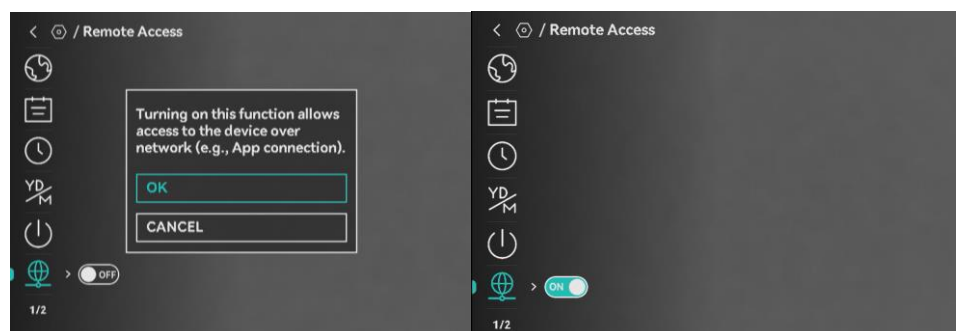 / Remote Access
Turning on this function allows
access to the device over
network (e.g., App connection).
OK
CANCEL
YD
M
OFF
1/2
/ Remote Access
YD
M
ON
1/2